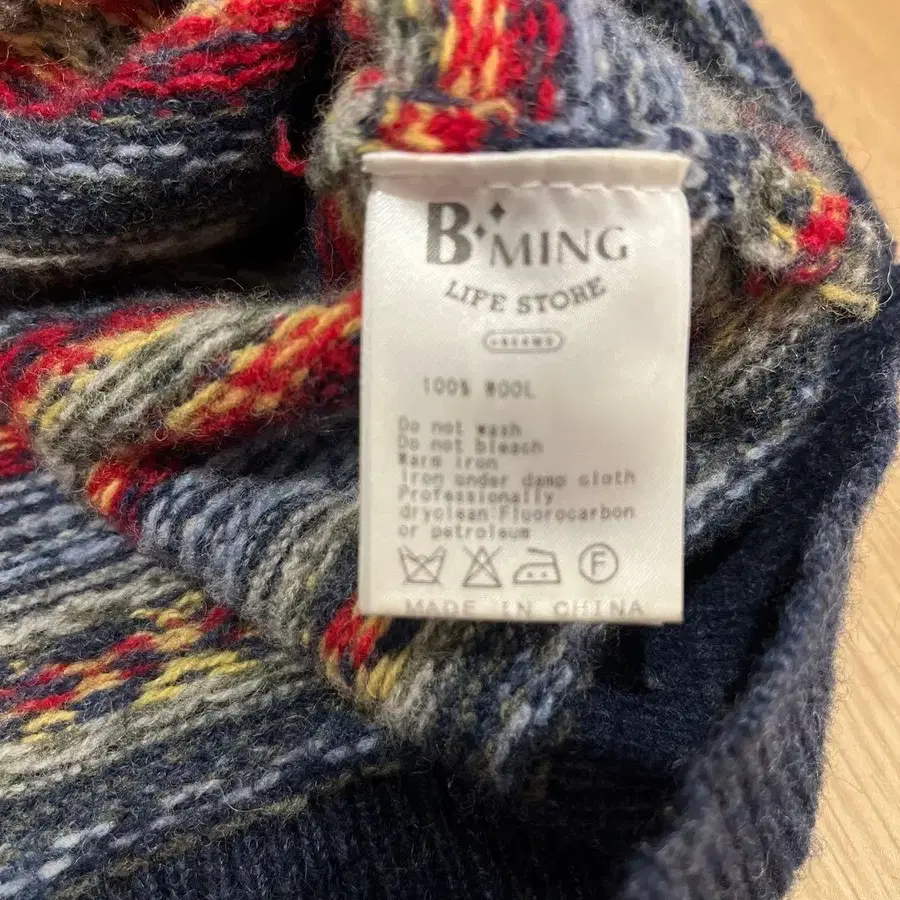 B MING
LIFE STORE
BEAMS
100% WOOL
Do not wash
Do not bleach
Warm iron
Iron under damp cloth
Professionally
dryclean:Fluorocarbon
or petroleum
F
MADE IN CHINA